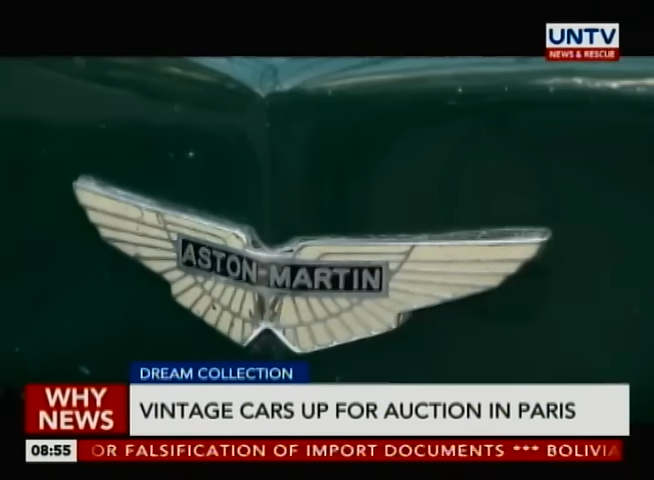 UNTV
NEWS & RESCUE
ASTON MARTIN
DREAM COLLECTION
WHY
NEWS
VINTAGE CARS UP FOR AUCTION IN PARIS
08:55
OR FALSIFICATION OF IMPORT DOCUMENTS *** BOLIVIA